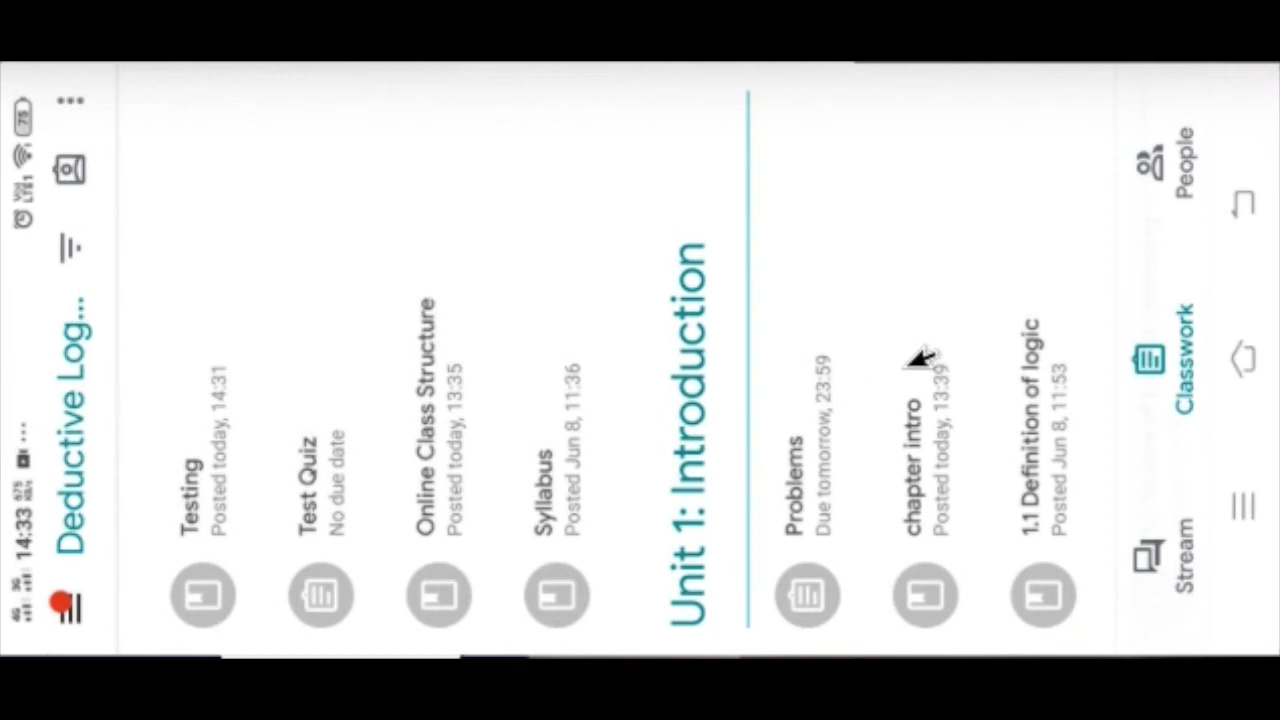 14:33
75
Deductive Log...
Testing
Posted today, 14:31
Test Quiz
No due date
Online Class Structure
Posted today, 13:35
Syllabus
Posted Jun 8, 11:36
Unit 1: Introduction
Problems
Due tomorrow, 23:59
chapter intro
Posted today, 13:39
1.1 Definition of logic
Posted Jun 8, 11:53
Stream
Classwork
People